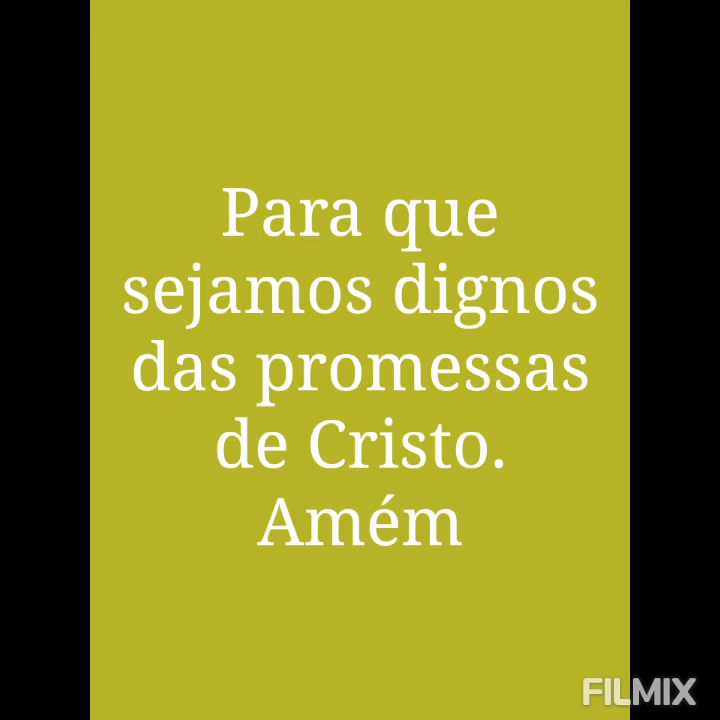 Para que
sejamos dignos
das promessas
de Cristo.
Amém
FILMIX